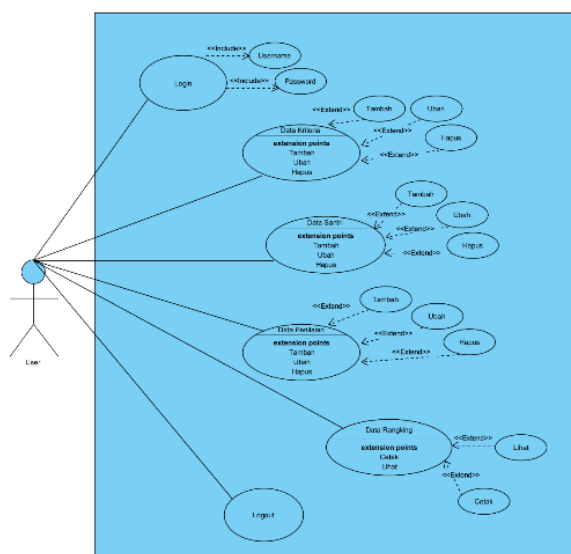 <<Include>>
Username
Login
<<Include>>
Password
<<Extend>>
Tambah
Ubah
Data Kriteria
<<Extend>>
Hapus
extension points
Tambah
<<Extend>>
Ubah
Hapus
Tambah
Data Santri
<<Extend>>
Ubah
extension points
<<Extend>>
Tambah
Ubah
<<Extend>>
Hapus
Hapus
<<Extend>>
Tambah
Ubah
Data Penilaian
<<Extend>>
Hapus
extension points
Tambah
<<Extend>>
Ubah
Hapus
User
Data Rangking
<<Extend>>
Lihat
extension points
Cetak
Lihat
<<Extend>>
Cetak
Logout